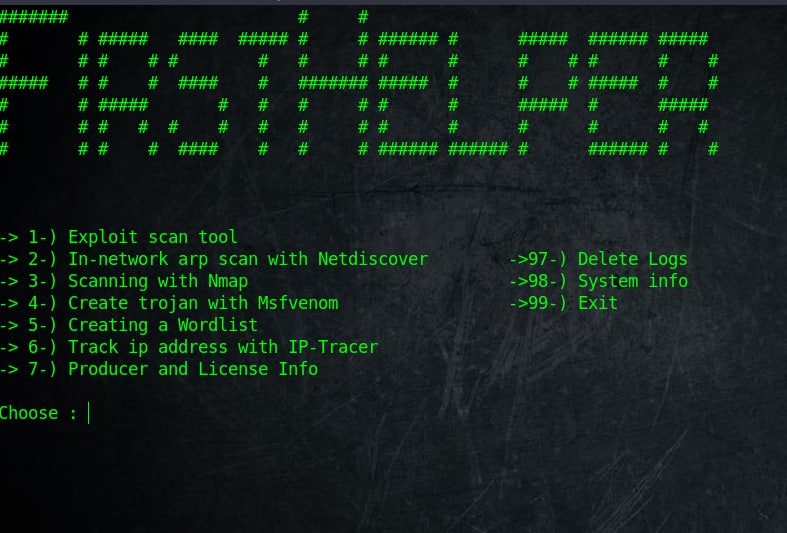 FIRSTHELPER
-> 1-) Exploit scan tool
-> 2-) In-network arp scan with Netdiscover ->97-) Delete Logs
-> 3-) Scanning with Nmap ->98-) System info
-> 4-) Create trojan with Msfvenom ->99-) Exit
-> 5-) Creating a Wordlist
-> 6-) Track ip address with IP-Tracer
-> 7-) Producer and License Info
Choose :